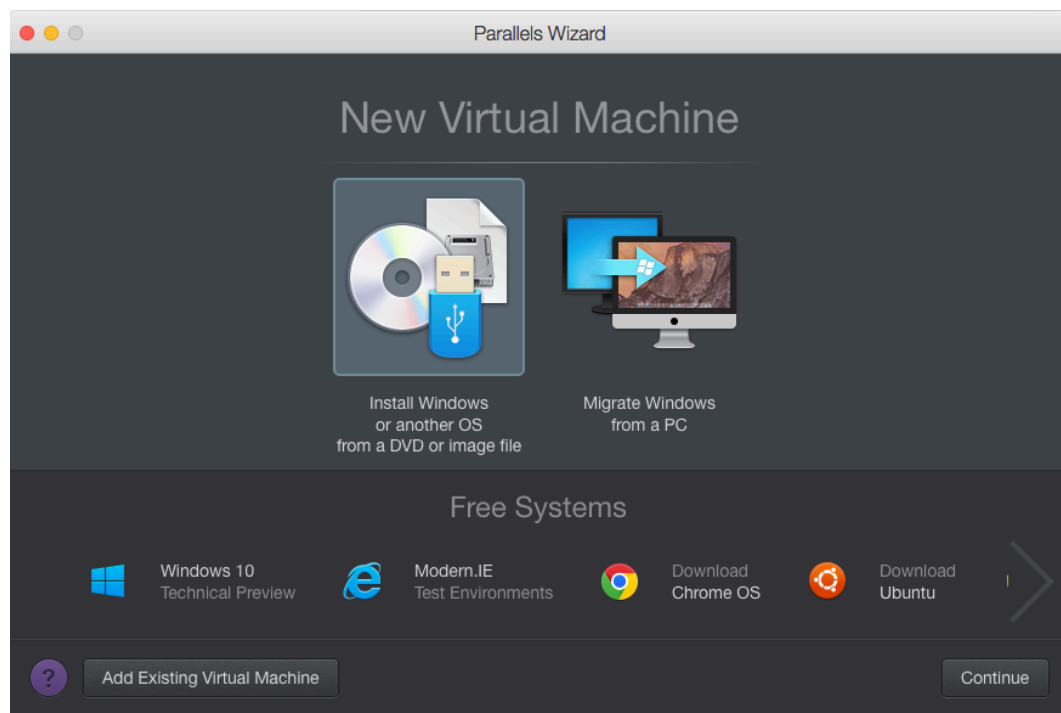 Parallels Wizard
New Virtual Machine
Install Windows
or another OS
from a DVD or image file
Migrate Windows
from a PC
Free Systems
Windows 10
Technical Preview
Modern.IE
Test Environments
Download
Chrome OS
Download
Ubuntu
?
Add Existing Virtual Machine
Continue